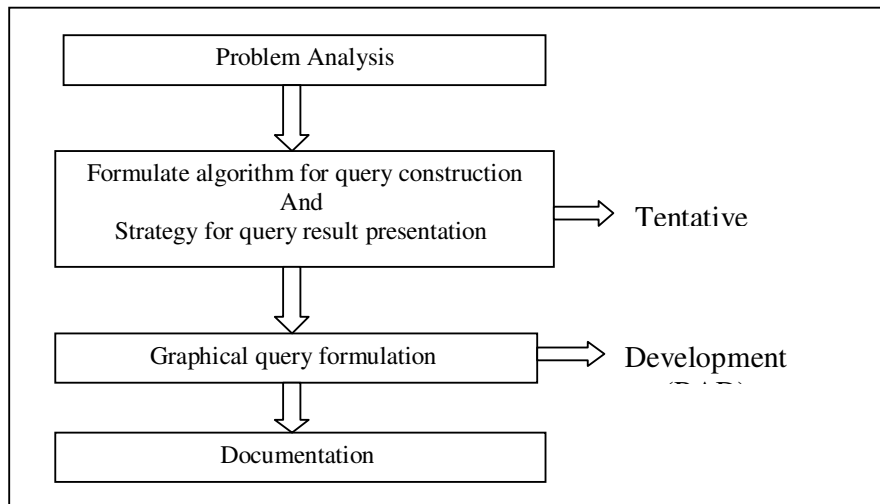 Problem Analysis
Formulate algorithm for query construction
And
Strategy for query result presentation
Tentative
Graphical query formulation
Development
Documentation